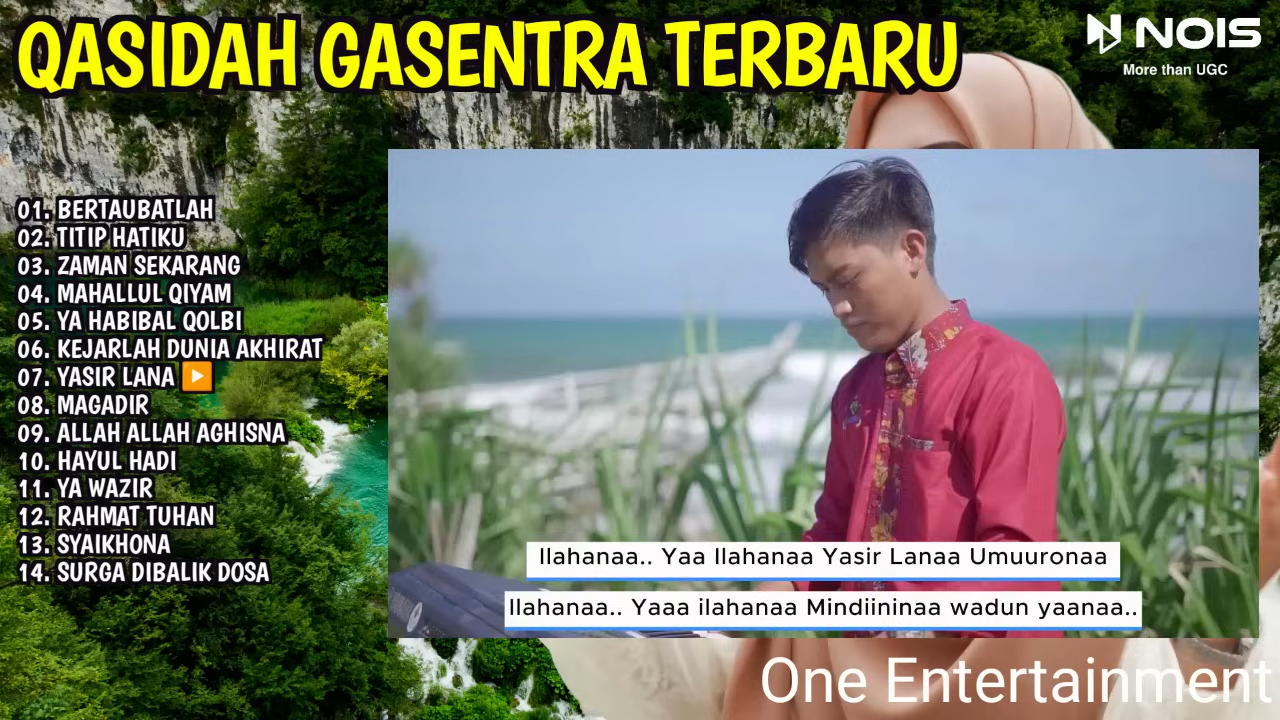 QASIDAH GASENTRA TERBARU
NOIS
More than UGC
01. BERTAUBATLAH
02. TITIP HATIKU
03. ZAMAN SEKARANG
04. MAHALLUL QIYAM
05. YA HABIBAL QOLBI
06. KEJARLAH DUNIA AKHIRAT
07. YASIR LANA ▶️
08. MAGADIR
09. ALLAH ALLAH AGHISNA
10. HAYUL HADI
11. YA WAZIR
12. RAHMAT TUHAN
13. SYAIKHONA
14. SURGA DIBALIK DOSA
Ilahanaa.. Yaa Ilahanaa Yasir Lanaa Umuuronaa
Ilahanaa.. Yaaa ilahanaa Mindiininaa wadun yaanaa..
One Entertainment